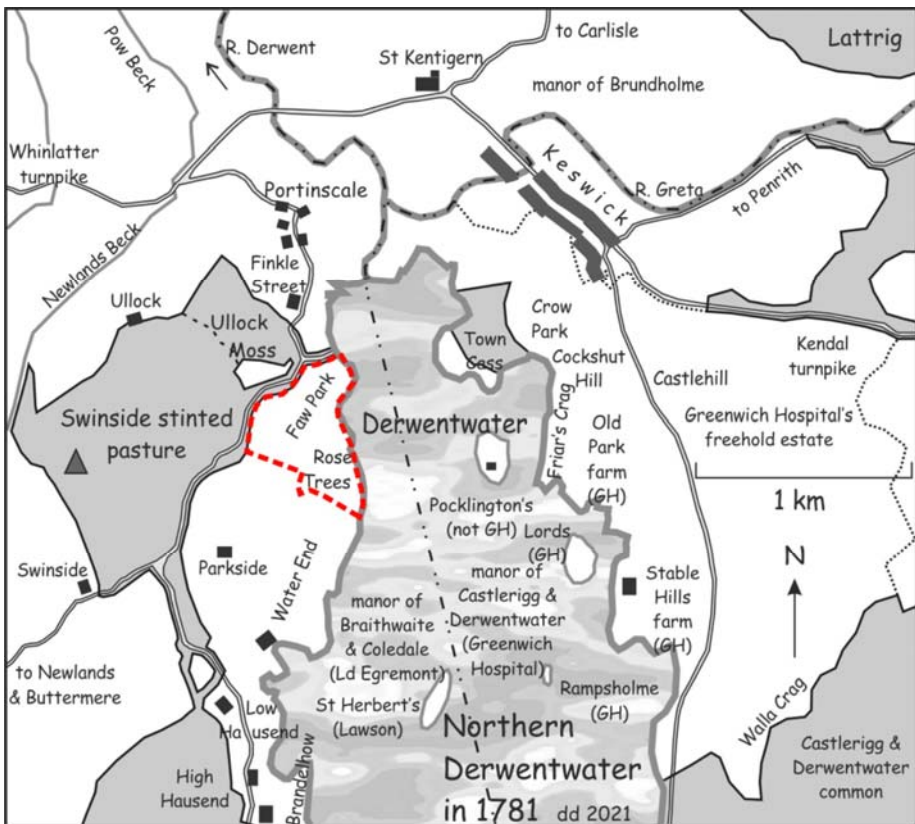 to Carlisle
Lattrig
R. Derwent
Pow Beck
St Kentigern
manor of Brundholme
Whinlatter
turnpike
Keswick
R. Greta
to Penrith
Portinscale
Newlands Beck
Finkle
Street
Ullock
Ullock
Moss
Town
Gass
Crow
Park
Cockshut
Hill
Kendal
turnpike
Castlehill
Faw Park
Derwentwater
Friar's Crag
Swinside stinted
pasture
Old
Park
farm
(GH)
Greenwich Hospital's
freehold estate
Rose
Trees
1 km
Pocklington's
(not GH)
Lords
(GH)
N
Swinside
Parkside
Water End
manor of
Braithwaite
& Coledale
(Ld Egremont)
manor of
Castlerigg &
Derwentwater
(Greenwich
Hospital)
Stable
Hills
farm
(GH)
to Newlands
& Buttermere
St Herbert's
(Lawson)
Rampsholme
(GH)
Walla Crag
Low
Hausend
High
Hausend
Brandelhow
Northern
Derwentwater
in 1781 dd 2021
Castlerigg &
Derwentwater
common